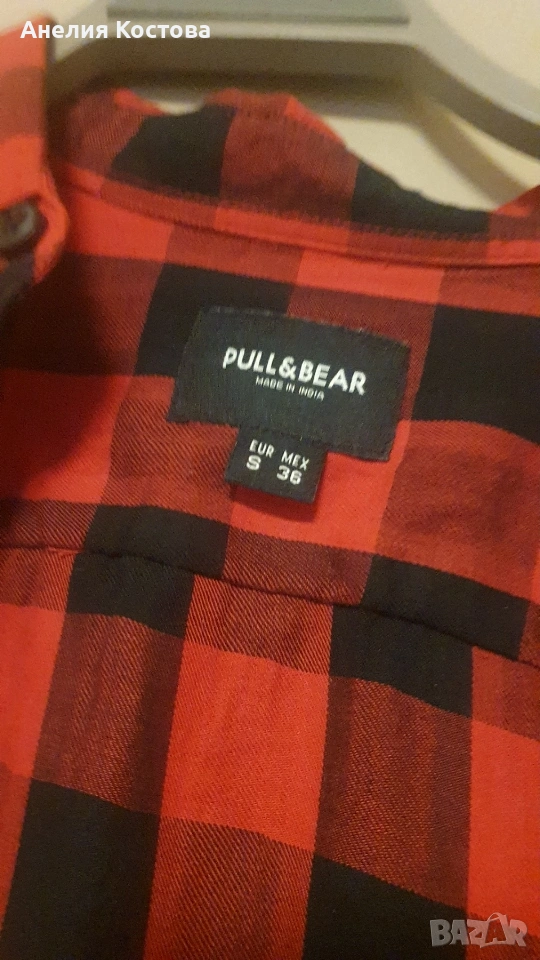 Анелия Костова
PULL&BEAR
MADE IN INDIA
EUR MEX
S 36
BAZAR